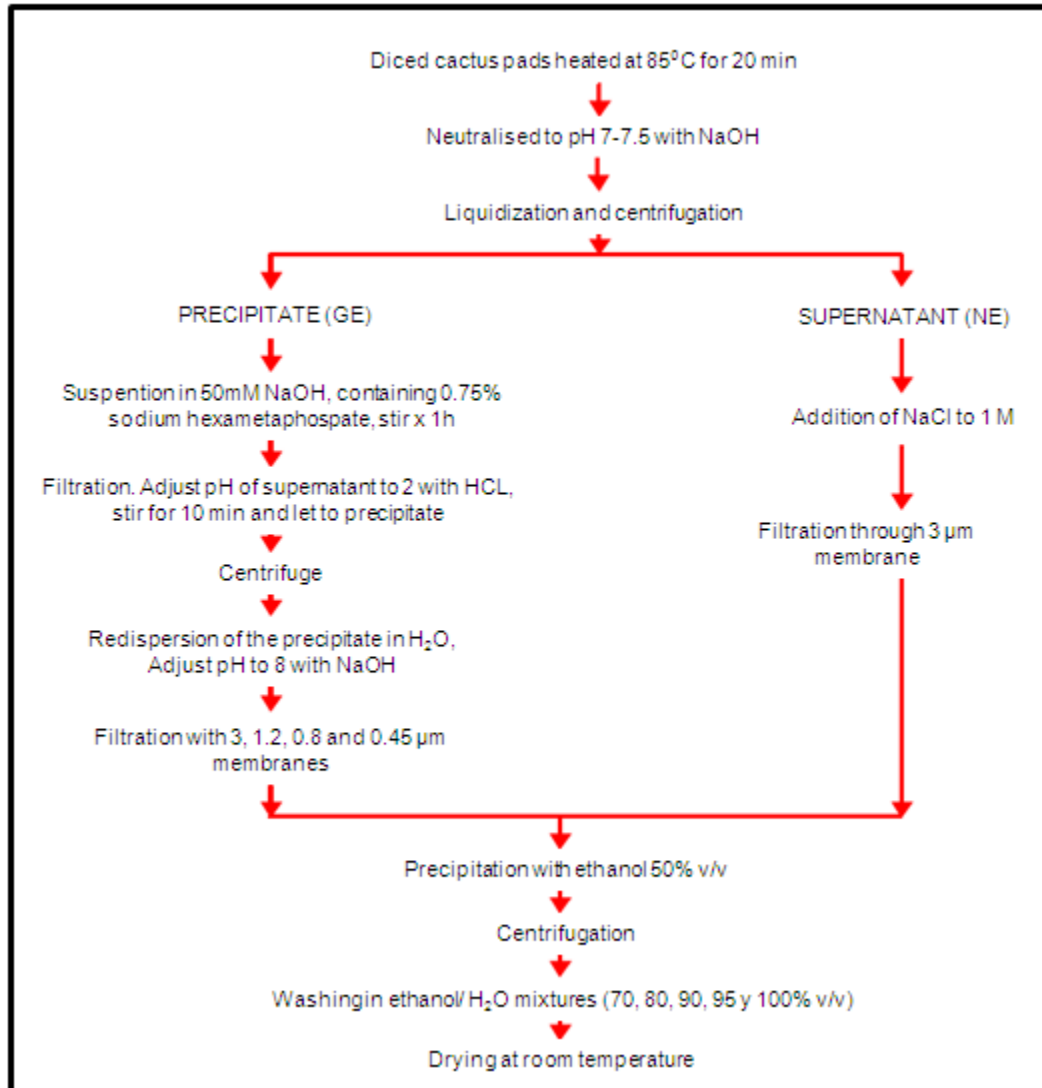 Diced cactus pads heated at 85⁰C for 20 min
Neutralised to pH 7-7.5 with NaOH
Liquidization and centrifugation
PRECIPITATE (GE)
Suspention in 50mM NaOH, containing 0.75%
sodium hexametaphospate, stir x 1h
Filtration. Adjust pH of supernatant to 2 with HCL,
stir for 10 min and let to precipitate
Centrifuge
Redispersion of the precipitate in H₂O,
Adjust pH to 8 with NaOH
Filtration with 3, 1.2, 0.8 and 0.45 µm
membranes
SUPERNATANT (NE)
Addition of NaCl to 1 M
Filtration through 3 µm
membrane
Precipitation with ethanol 50% v/v
Centrifugation
Washing in ethanol/ H₂O mixtures (70, 80, 90, 95 y 100% v/v)
Drying at room temperature